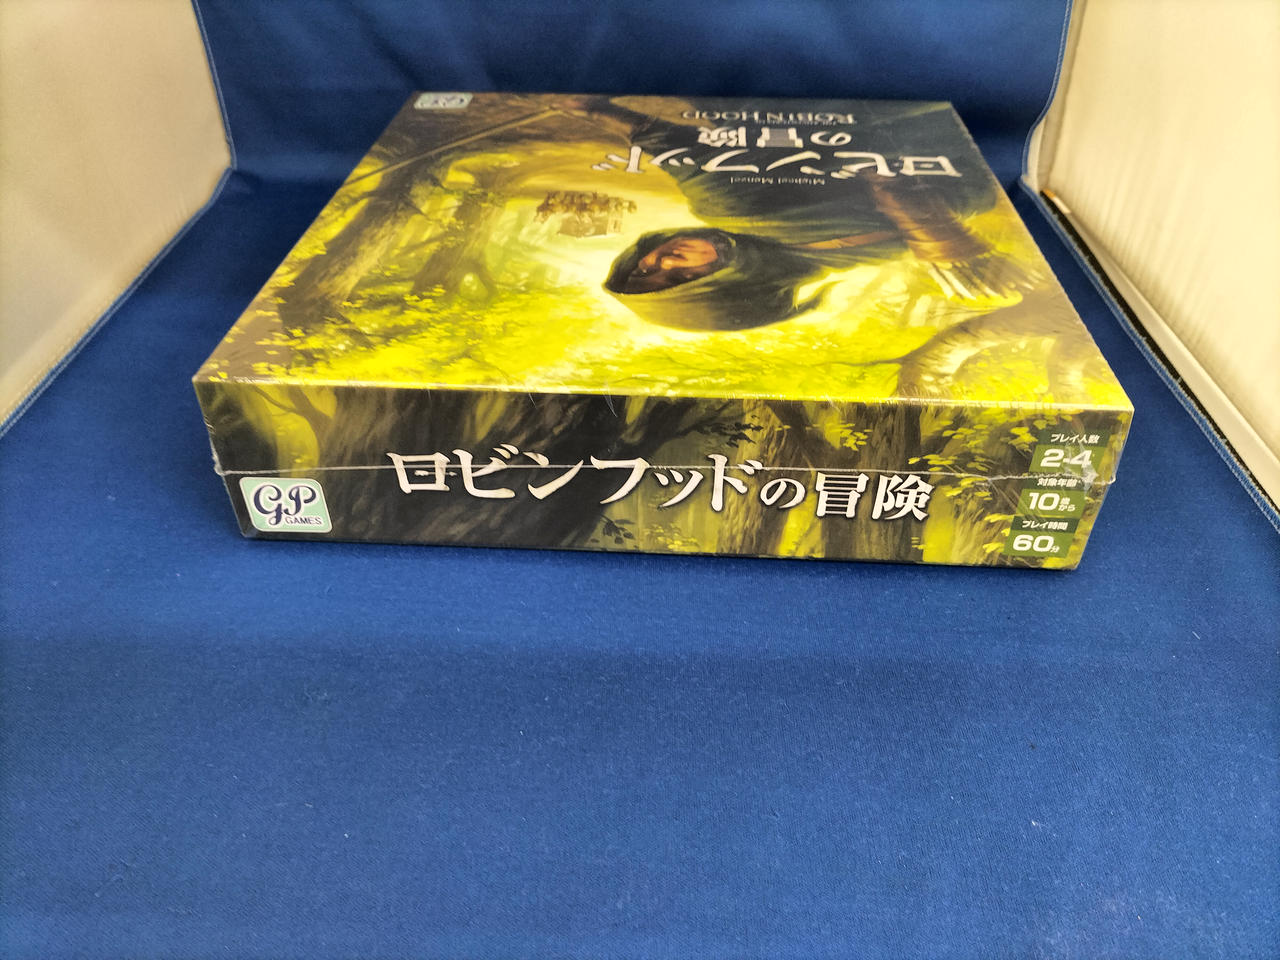 THE ADVENTURES OF
ROBIN HOOD
の冒険
ロビンフッド
Michael Menzel
ロビンフッドの冒険
GP
GAMES
プレイ人数
2-4
対象年齢
10歳から
プレイ時間
60分